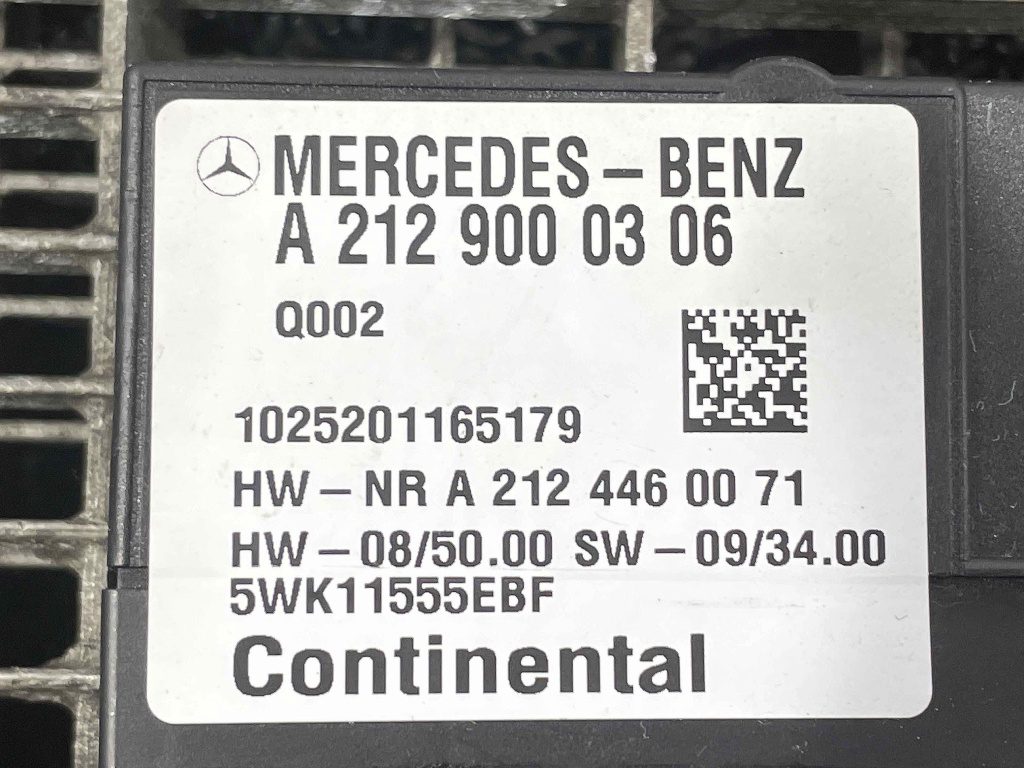 MERCEDES-BENZ
A 212 900 03 06
Q002
1025201165179
HW-NR A 212 446 00 71
HW-08/50.00 SW-09/34.00
5WK11555EBF
Continental